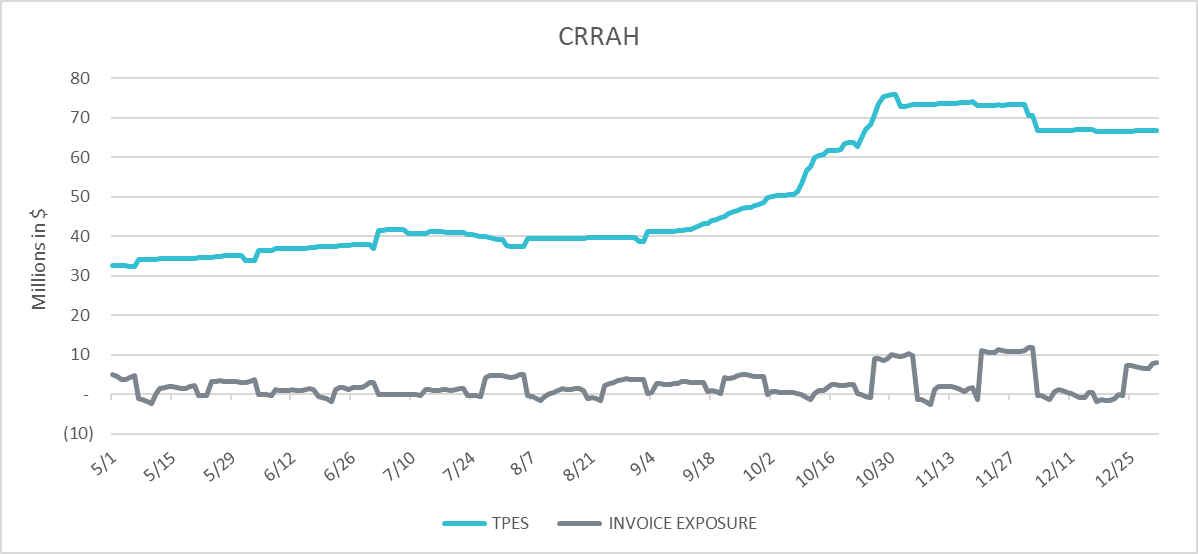 CRRAH
Millions in $
80
70
60
50
40
30
20
10
-
(10)
5/1 5/15 5/29 6/12 6/26 7/10 7/24 8/7 8/21 9/4 9/18 10/2 10/16 10/30 11/13 11/27 12/11 12/25
TPES INVOICE EXPOSURE